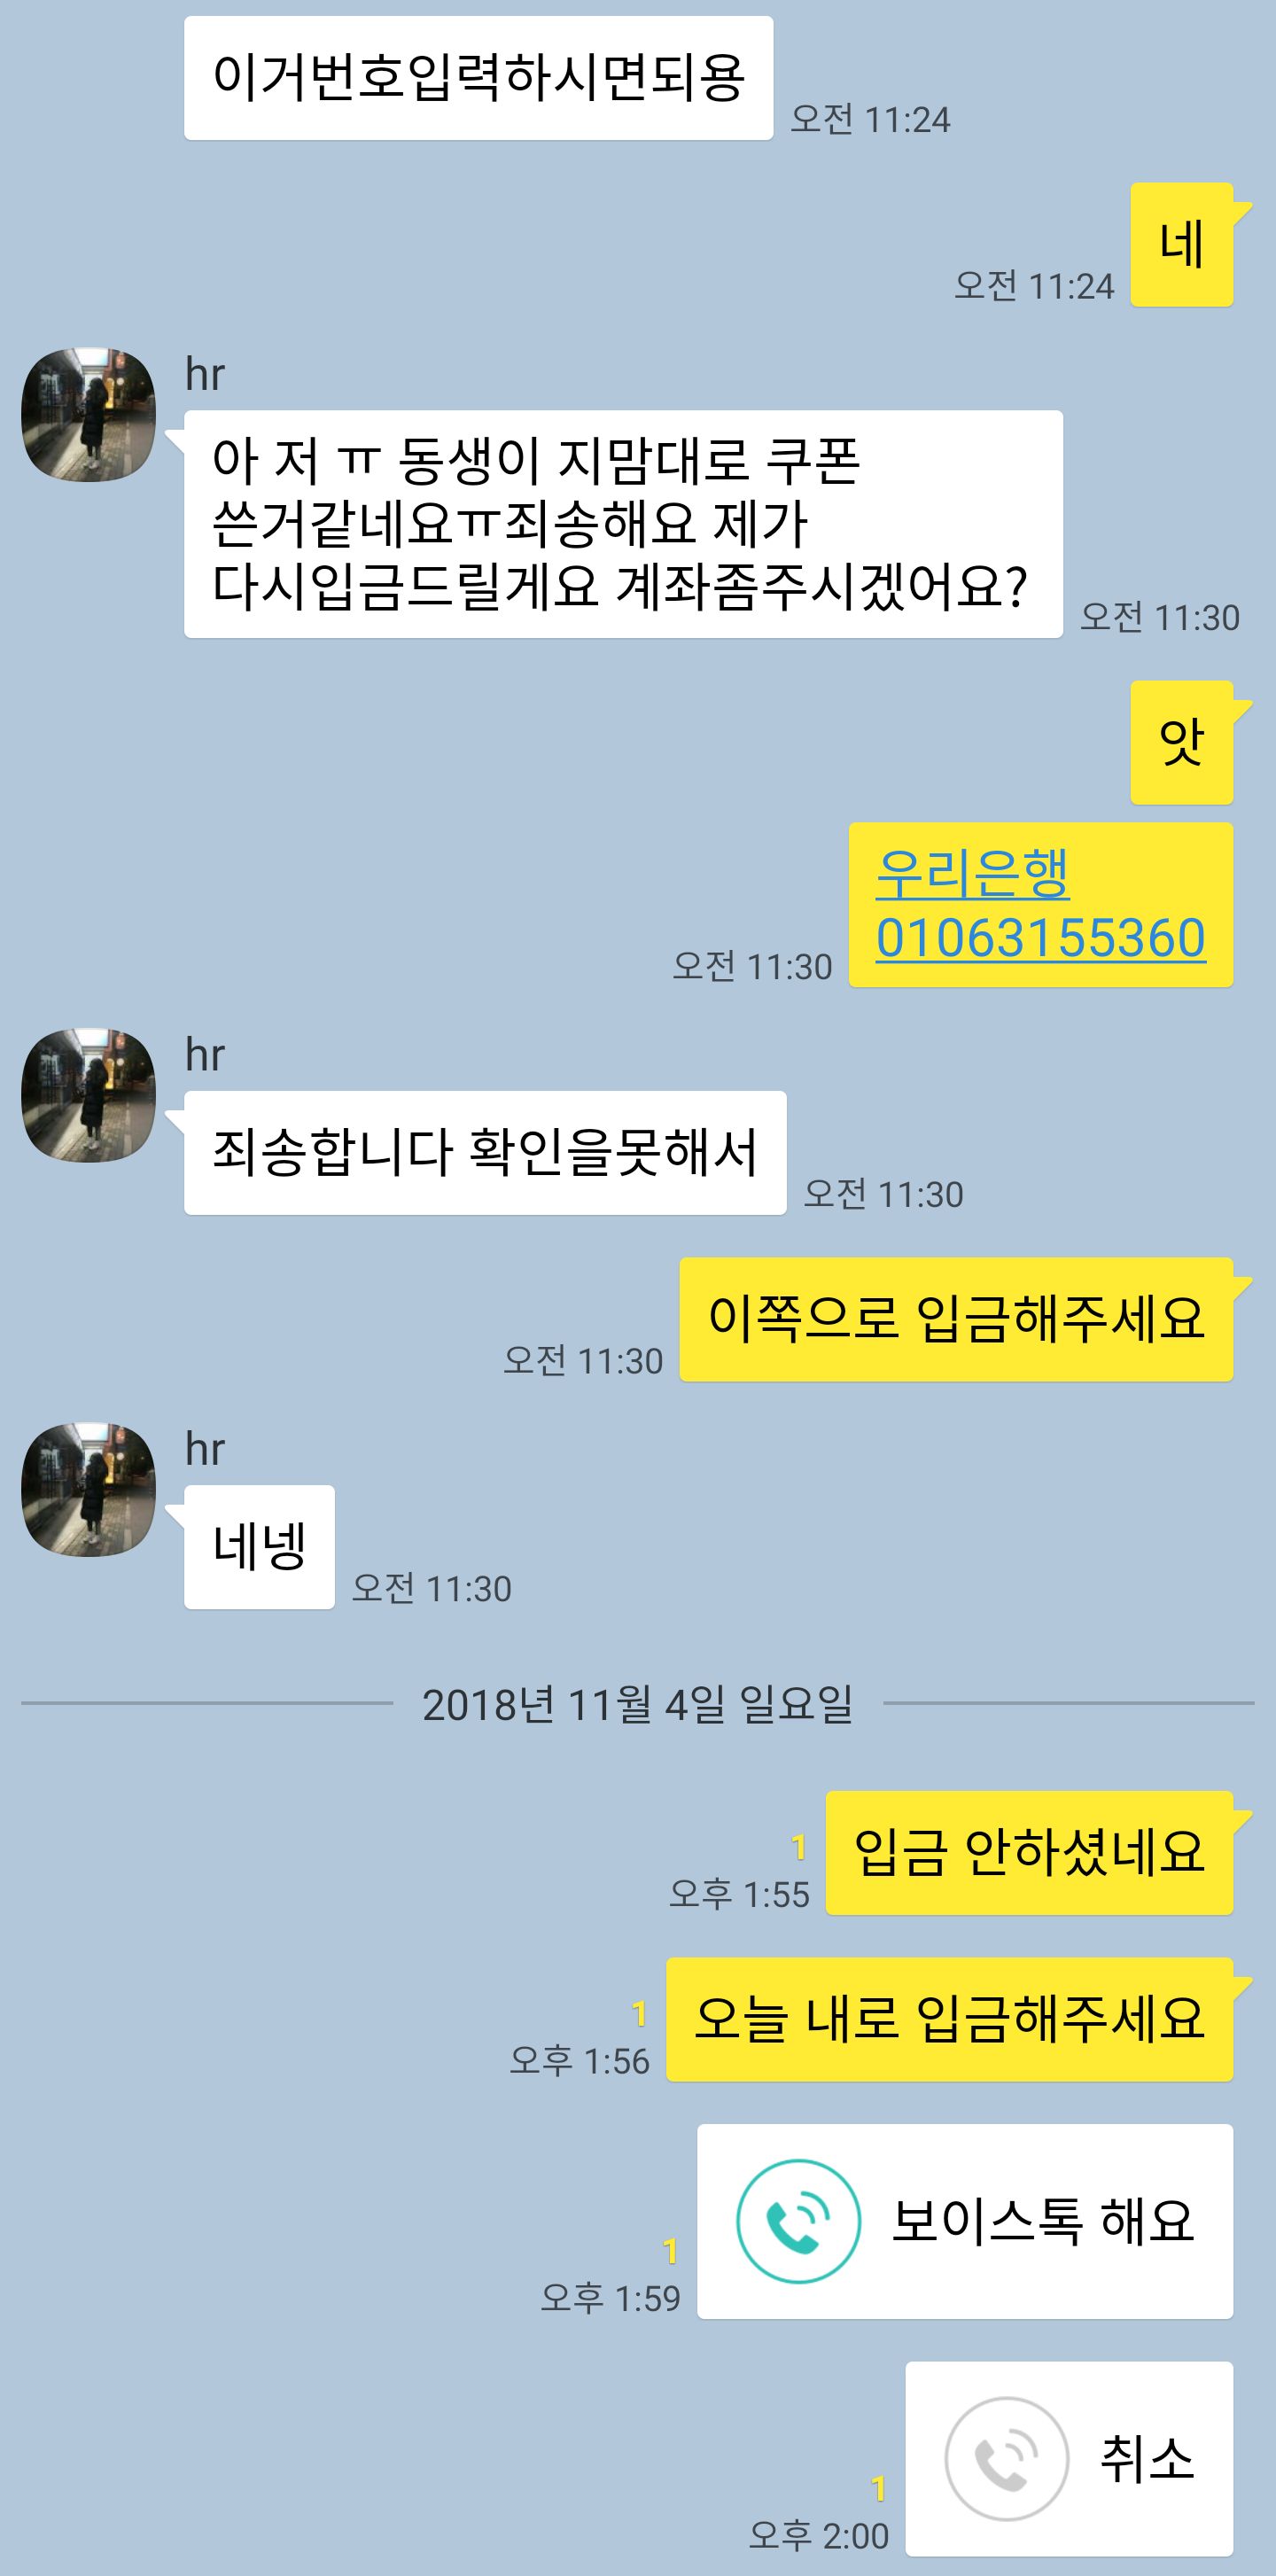 이거번호입력하시면되용
오전 11:24
네
오전 11:24
hr
아 저 ㅠ 동생이 지맘대로 쿠폰
쓴거같네요ㅠ죄송해요 제가
다시입금드릴게요 계좌좀주시겠어요?
오전 11:30
앗
우리은행
01063155360
오전 11:30
hr
죄송합니다 확인을못해서
오전 11:30
이쪽으로 입금해주세요
오전 11:30
hr
네넹
오전 11:30
2018년 11월 4일 일요일
입금 안하셨네요
1
오후 1:55
오늘 내로 입금해주세요
1
오후 1:56
보이스톡 해요
1
오후 1:59
취소
1
오후 2:00